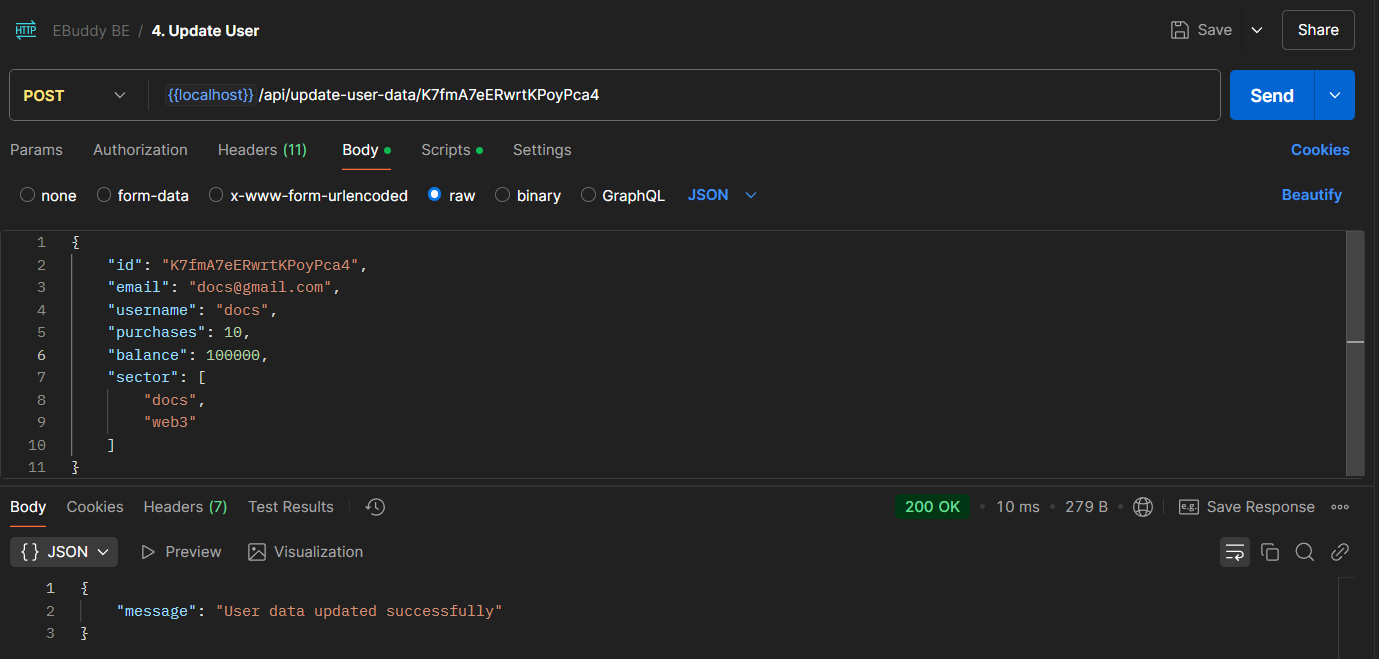 HTTP EBuddy BE / 4. Update User Save Share
POST {{localhost}} /api/update-user-data/K7fmA7eERwrtKPoyPca4 Send
Params Authorization Headers (11) Body Scripts Settings Cookies
none form-data x-www-form-urlencoded raw binary GraphQL JSON Beautify
1 {
2 "id": "K7fmA7eERwrtKPoyPca4",
3 "email": "docs@gmail.com",
4 "username": "docs",
5 "purchases": 10,
6 "balance": 100000,
7 "sector": [
8 "docs",
9 "web3"
10 ]
11 }
Body Cookies Headers (7) Test Results 200 OK • 10 ms • 279 B • e.g. Save Response
{} JSON Preview Visualization
1 {
2 "message": "User data updated successfully"
3 }